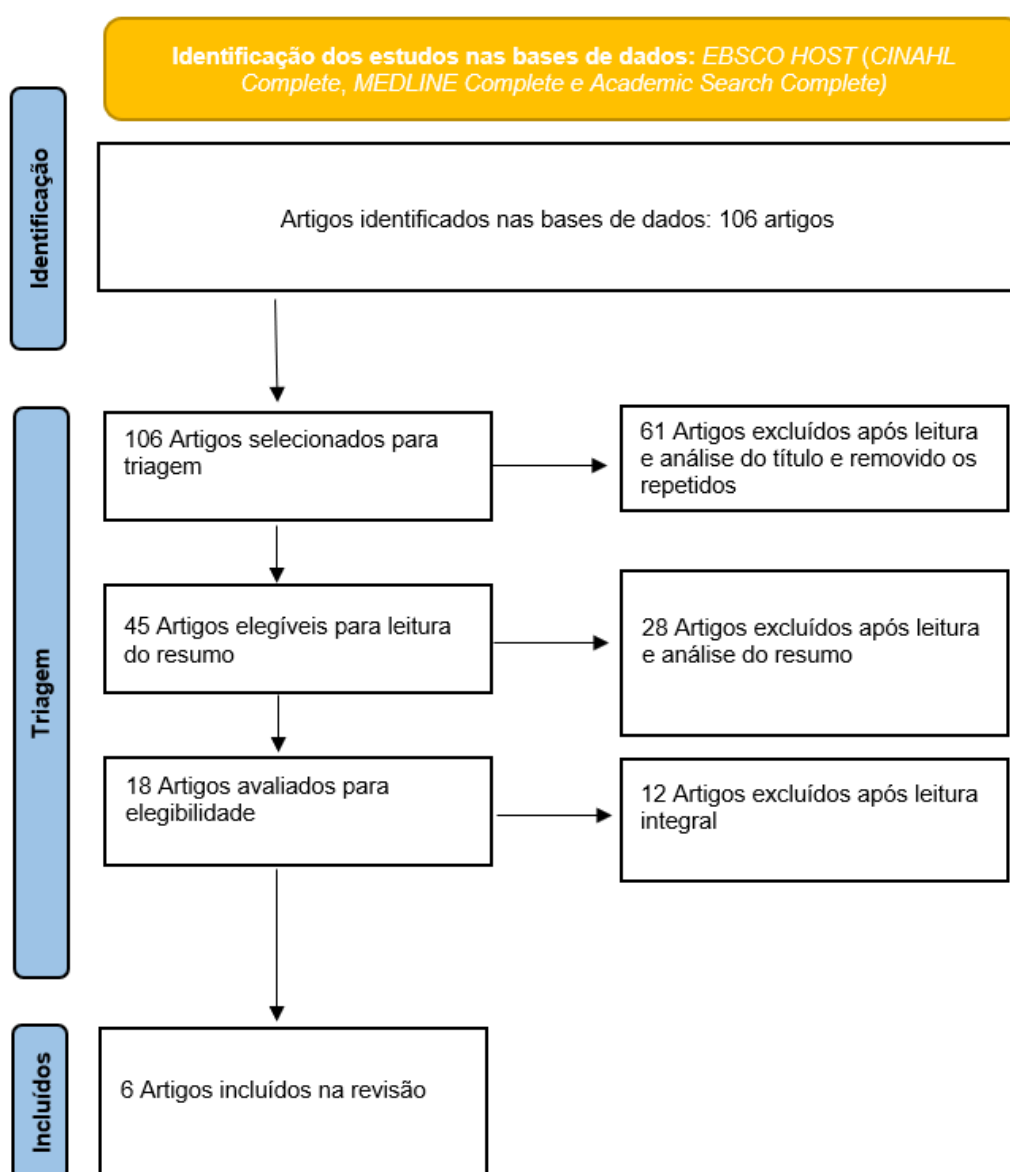 Identificação dos estudos nas bases de dados: EBSCO HOST (CINAHL
Complete, MEDLINE Complete e Academic Search Complete)
Identificação
Artigos identificados nas bases de dados: 106 artigos
Triagem
106 Artigos selecionados para
triagem
61 Artigos excluídos após leitura
e análise do título e removido os
repetidos
45 Artigos elegíveis para leitura
do resumo
28 Artigos excluídos após leitura
e análise do resumo
18 Artigos avaliados para
elegibilidade
12 Artigos excluídos após leitura
integral
Incluídos
6 Artigos incluídos na revisão